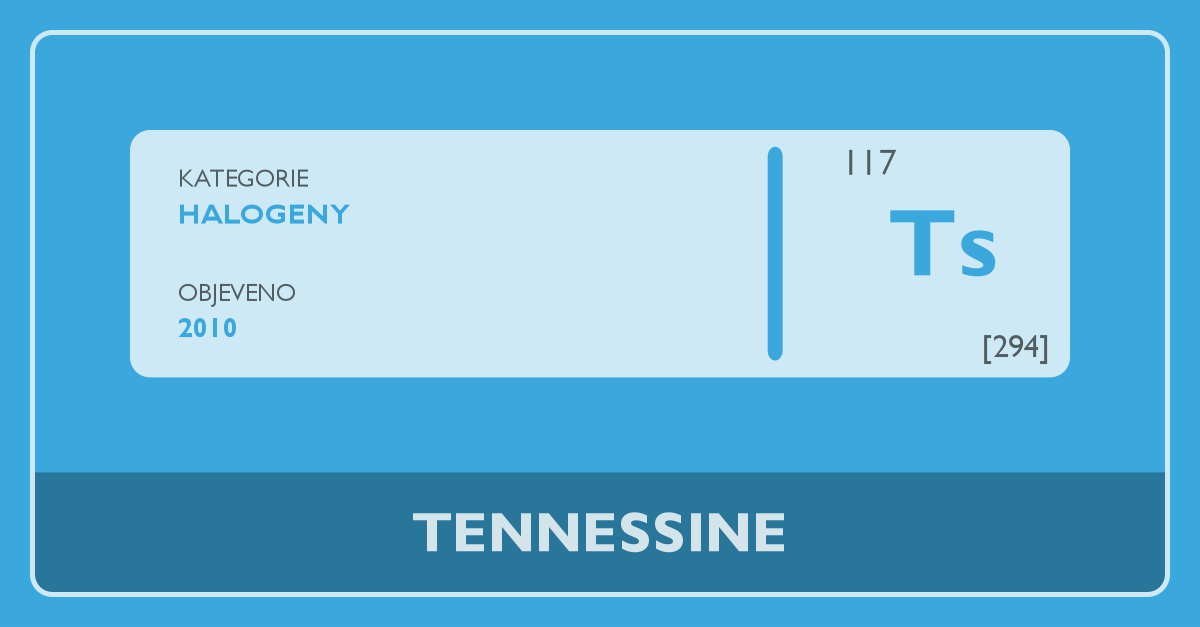 KATEGORIE
HALOGENY
OBJEVENO
2010
117
Ts
[294]
TENNESSINE